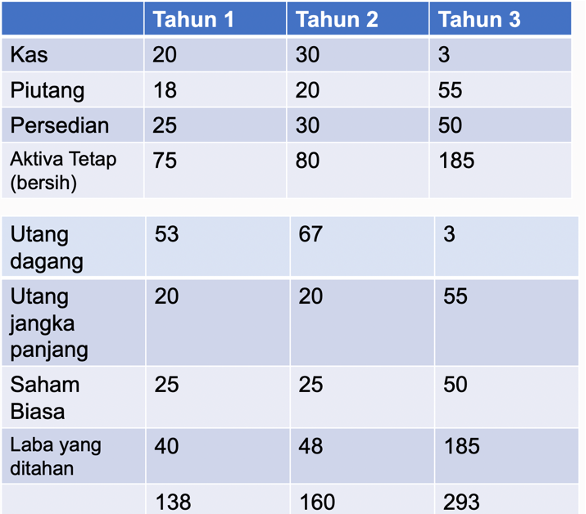 Tahun 1 Tahun 2 Tahun 3
Kas 20 30 3
Piutang 18 20 55
Persedian 25 30 50
Aktiva Tetap 75 80 185
(bersih)
Utang 53 67 3
dagang
Utang 20 20 55
jangka
panjang
Saham 25 25 50
Biasa
Laba yang 40 48 185
ditahan
138 160 293